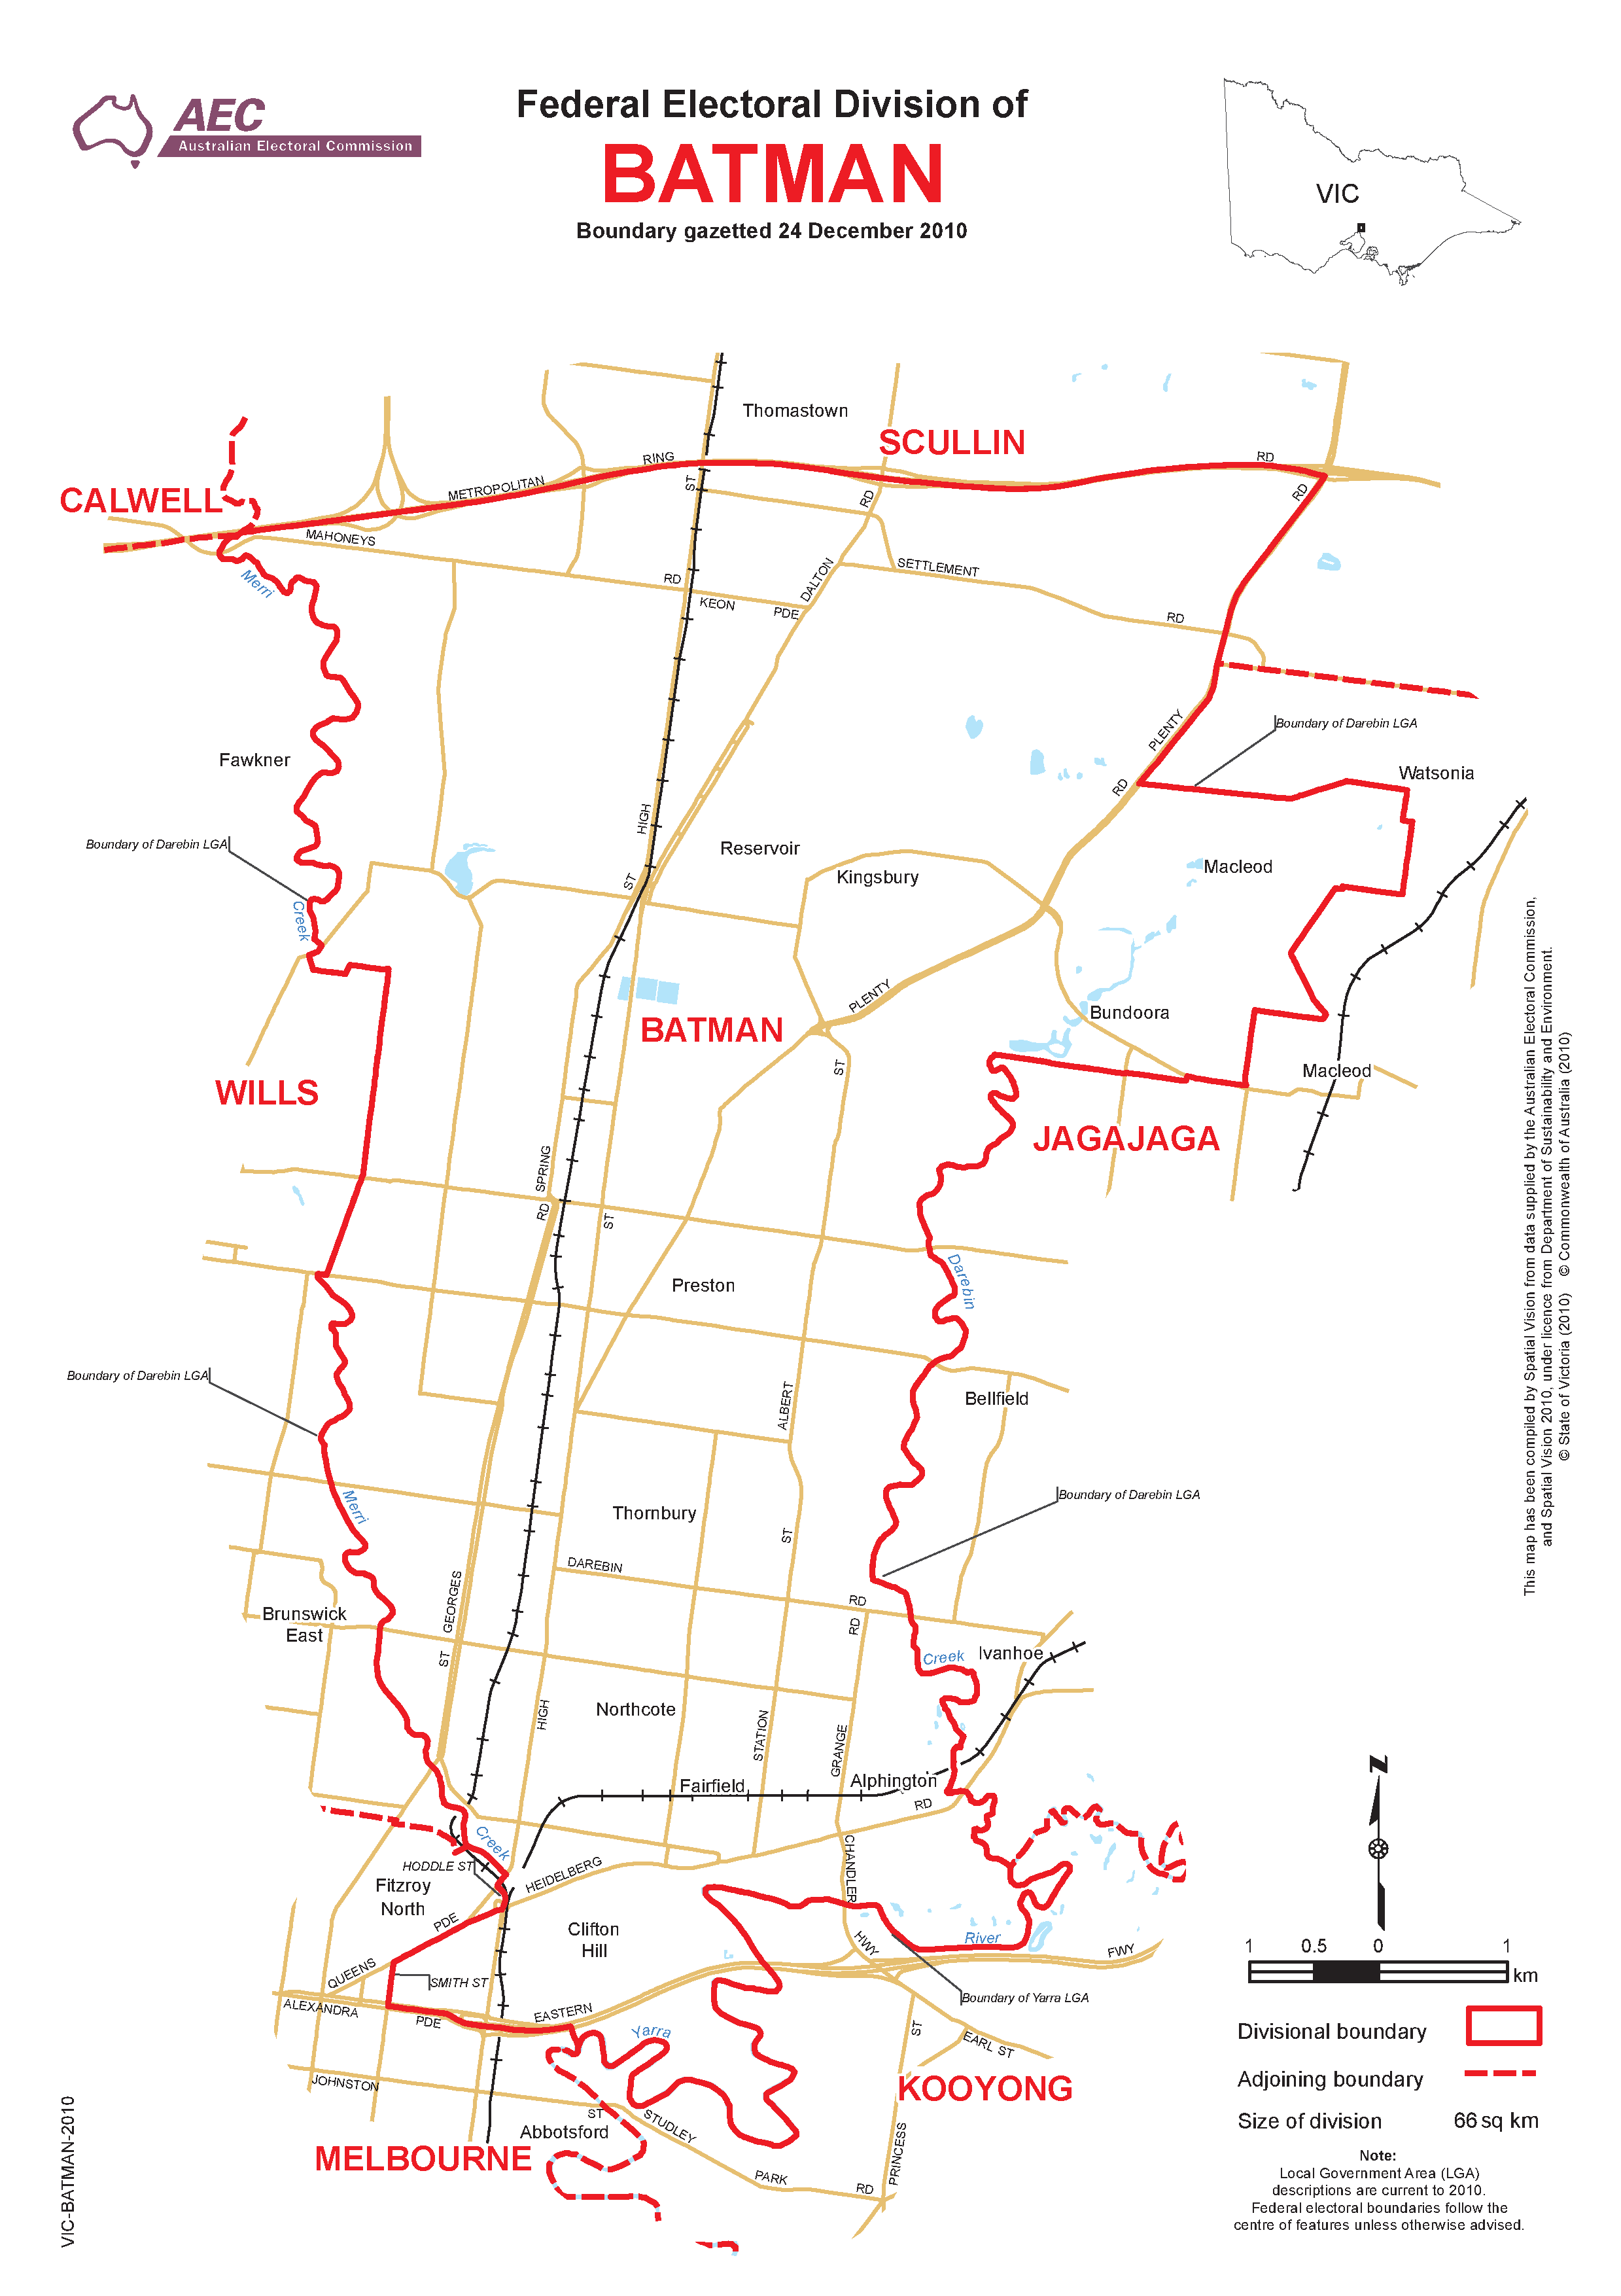 AEC
Australian Electoral Commission
Federal Electoral Division of
BATMAN
Boundary gazetted 24 December 2010
VIC
Thomastown
SCULLIN
RING
RD
METROPOLITAN
CALWELL
ST
RD
RD
MAHONEYS
RD
SETTLEMENT
Merri
KEON
PDE
DALTON
RD
Boundary of Darebin LGA
PLENTY
Fawkner
Watsonia
RD
HIGH
Boundary of Darebin LGA
Reservoir
Macleod
ST
Kingsbury
Creek
PLENTY
Bundoora
BATMAN
ST
Macleod
WILLS
JAGAJAGA
SPRING
RD
ST
Darebin
Preston
Boundary of Darebin LGA
ALBERT
Bellfield
Merri
Boundary of Darebin LGA
Thornbury
ST
DAREBIN
RD
Brunswick
East
GEORGES
ST
RD
Creek
Ivanhoe
Northcote
HIGH
STATION
GRANGE
Fairfield
Alphington
RD
Creek
CHANDLER
HODDLE ST
HEIDELBERG
Fitzroy
North
PDE
Clifton
Hill
HWY
River
FWY
QUEENS
SMITH ST
Boundary of Yarra LGA
ALEXANDRA
PDE
EASTERN
Yarra
ST
EARL ST
JOHNSTON
ST
STUDLEY
KOOYONG
Abbotsford
MELBOURNE
PARK
RD
PRINCESS
N
1 0.5 0 1
km
Divisional boundary
Adjoining boundary
Size of division 66 sq km
Note:
Local Government Area (LGA)
descriptions are current to 2010.
Federal electoral boundaries follow the
centre of features unless otherwise advised.
This map has been compiled by Spatial Vision from data supplied by the Australian Electoral Commission,
and Spatial Vision 2010, under licence from Department of Sustainability and Environment.
© State of Victoria (2010) © Commonwealth of Australia (2010)
VIC-BATMAN-2010